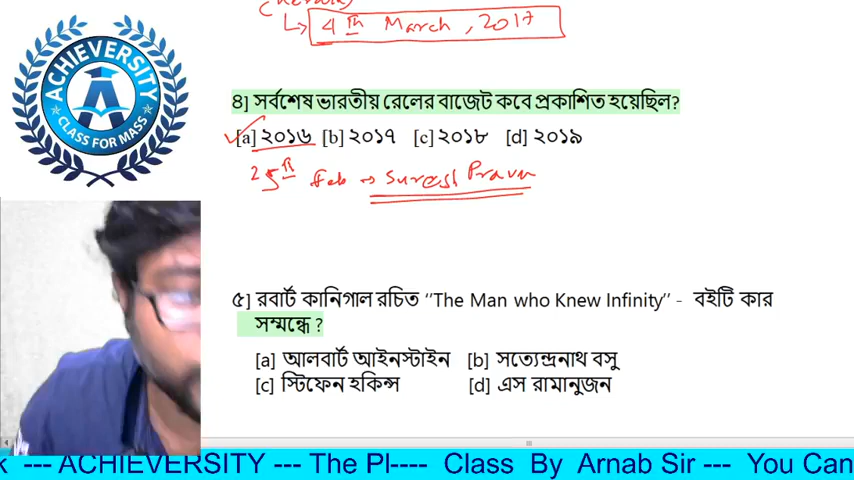 4th March, 2017
ACHIEVERSITY
A
CLASS FOR MASS
৪] সর্বশেষ ভারতীয় রেলের বাজেট কবে প্রকাশিত হয়েছিল?
[a] ২০১৬ [b] ২০১৭ [c] ২০১৮ [d] ২০১৯
25th Feb → Suresh
৫] রবার্ট কানিগাল রচিত ‘‘The Man who Knew Infinity’’ - বইটি কার
সম্মন্ধে ?
[a] আলবার্ট আইনস্টাইন [b] সত্যেন্দ্রনাথ বসু
[c] স্টিফেন হকিন্স [d] এস রামানুজন
k --- ACHIEVERSITY --- The Pl---- Class By Arnab Sir --- You Can